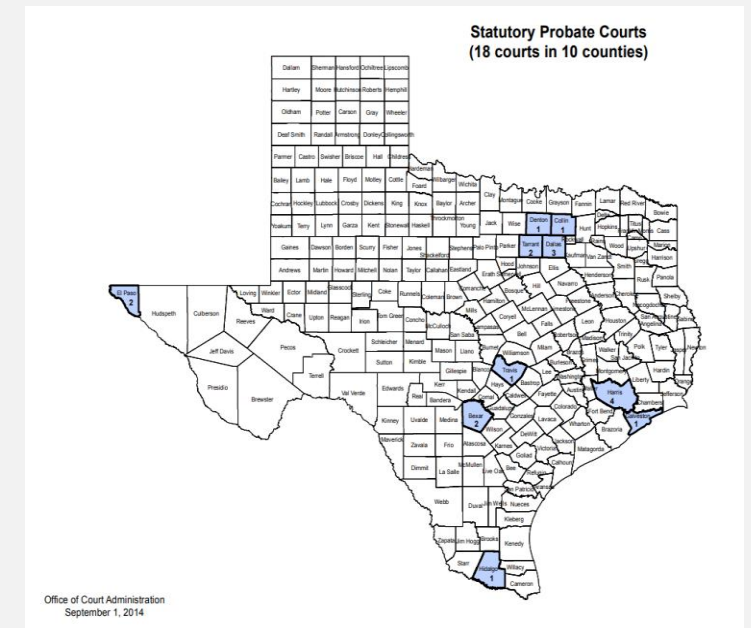 Statutory Probate Courts
(18 courts in 10 counties)
Dallam Sherman Hansford Ochiltree Lipscomb
Hartley Moore Hutchinson Roberts Hemphill
Oldham Potter Carson Gray Wheeler
Deaf Smith Randall Armstrong Donley Collingsworth
Parmer Castro Swisher Briscoe Hall Childress
Hardeman
Bailey Lamb Hale Floyd Motley Cottle Foard Wilbarger Wichita
Clay Montague Cooke Grayson Fannin Lamar Red River Bowie
Cochran Hockley Lubbock Crosby Dickens King Knox Baylor Archer
Yoakum Terry Lynn Garza Kent Stonewall Haskell Throckmorton Young Jack Wise
Denton
1
Collin
1
Hunt Delta Hopkins Titus Cass
Gaines Dawson Borden Scurry Fisher Jones Shackelford Stephens Palo Pinto Parker
Tarrant
2
Dallas
3
Rockwall Rains Wood Upshur Marion
Kaufman Van Zandt Harrison
Andrews Martin Howard Mitchell Nolan Taylor Callahan Eastland Erath Hood Johnson Ellis
Henderson Smith Gregg Rusk Panola
El Paso
2
Hudspeth Culberson Reeves Loving Winkler Ector Midland Glasscock Sterling Coke Runnels Coleman Brown Comanche Bosque Hill Navarro
Freestone Anderson Cherokee Nacogdoches Shelby
Ward Crane Upton Reagan Irion Tom Green Concho McCulloch San Saba Mills Hamilton Coryell McLennan Limestone Falls Leon Houston Angelina
Jeff Davis Pecos Crockett Schleicher Menard Mason Llano Burnet Lampasas Bell Milam Robertson Madison Walker Trinity Polk Tyler Newton
Presidio Brewster Terrell Val Verde Sutton Kimble Gillespie Blanco Williamson Burleson Brazos Grimes Montgomery Liberty Hardin Orange
Travis
1
Lee Washington Bastrop Hays Austin
Edwards Real Kerr Kendall Bandera Comal Caldwell Fayette
Harris
4
Chambers Jefferson
Kinney Uvalde Medina
Bexar
2
Guadalupe Gonzales Lavaca Colorado Fort Bend
Galveston
1
Brazoria Wharton
Maverick Zavala Frio Atascosa Wilson Karnes DeWitt Jackson Matagorda
Dimmit La Salle McMullen Live Oak Bee Goliad Victoria Calhoun Refugio
Webb Duval Jim Wells San Patricio Aransas Nueces
Kleberg
Zapata Jim Hogg Brooks Kenedy
Starr
Hidalgo
1
Willacy
Cameron
Office of Court Administration
September 1, 2014